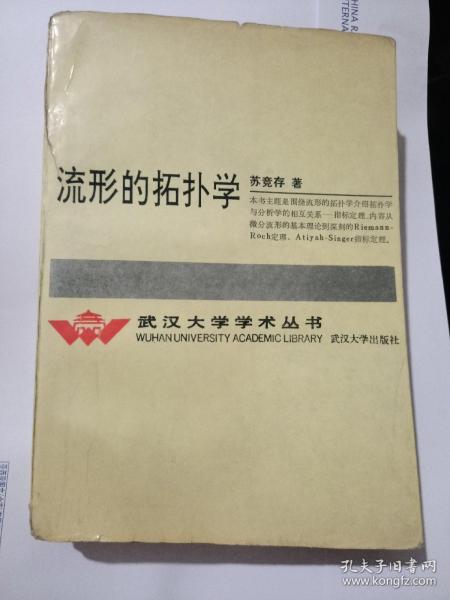 CHINA R
INTERNA
流形的拓扑学
苏竞存 著
本书主题是围绕流形的拓扑学介绍拓扑学
与分析学的相互关系——指标定理。内容从
微分流形的基本理论到深刻的Riemann-
Roch定理、Atiyah-Singer指标定理。
武汉大学学术丛书
WUHAN UNIVERSITY ACADEMIC LIBRARY 武汉大学出版社
孔夫子旧书网
www.kongfz.com